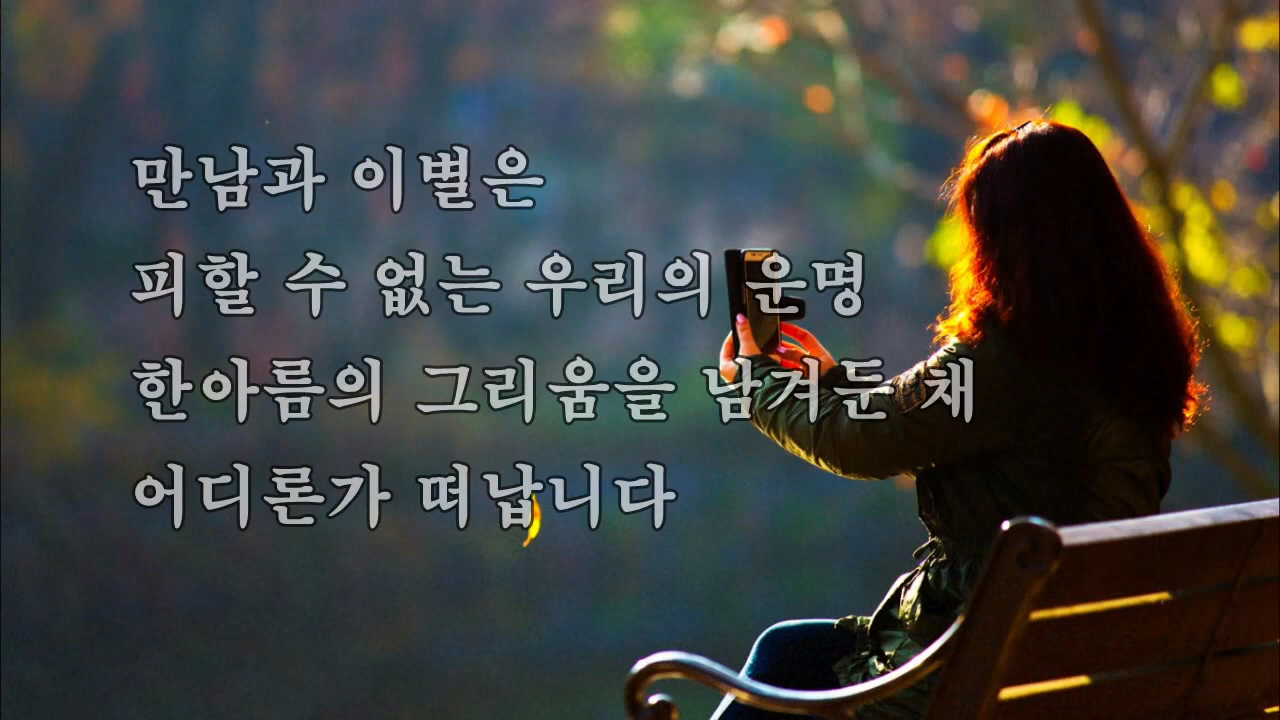 만남과 이별은
피할 수 없는 우리의 운명
한아름의 그리움을 남겨둔 채
어디론가 떠납니다